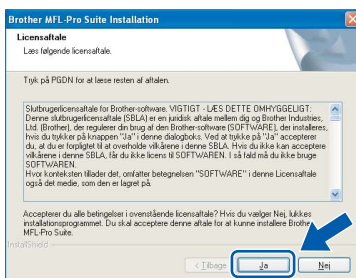 Brother MFL-Pro Suite Installation
Licensaftale
Læs følgende licensaftale.
Tryk på PGDN for at læse resten af aftalen.
Slutbrugerlicensaftale for Brother-software. VIGTIGT - LÆS DETTE OMHYGGELIGT:
Denne slutbrugerlicensaftale (SBLA) er en juridisk aftale mellem dig og Brother Industries,
Ltd. (Brother), der regulerer din brug af den Brother-software (SOFTWARE), der installeres,
hvis du trykker på knappen "Ja" i denne dialogboks. Ved at trykke på "Ja" accepterer
du, at du er forpligtet til at overholde vilkårene i denne SBLA. Hvis du ikke kan acceptere
vilkårene i denne SBLA, får du ikke licens til SOFTWAREN. I så fald må du ikke bruge
SOFTWAREN.
Hvor konteksten tillader det, omfatter betegnelsen "SOFTWARE" i denne Licensaftale
også det medie, som den er lagret på.
Accepterer du alle betingelser i ovenstående licensaftale? Hvis du vælger Nej, lukkes
installationsprogrammet. Du skal acceptere denne aftale for at kunne installere Brother
MFL-Pro Suite.
InstallShield
< Tilbage
Ja
Nej